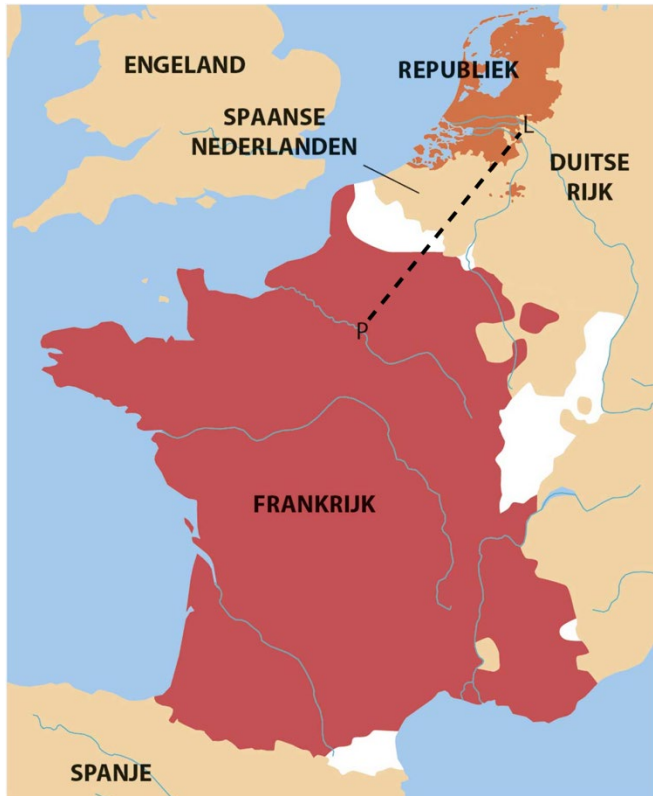 ENGELAND
REPUBLIEK
SPAANSE
NEDERLANDEN
L
DUITSE
RIJK
P
FRANKRIJK
SPANJE